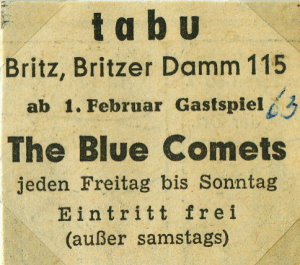 tabu
Britz, Britzer Damm 115
ab 1. Februar Gastspiel 63
The Blue Comets
jeden Freitag bis Sonntag
Eintritt frei
(außer samstags)